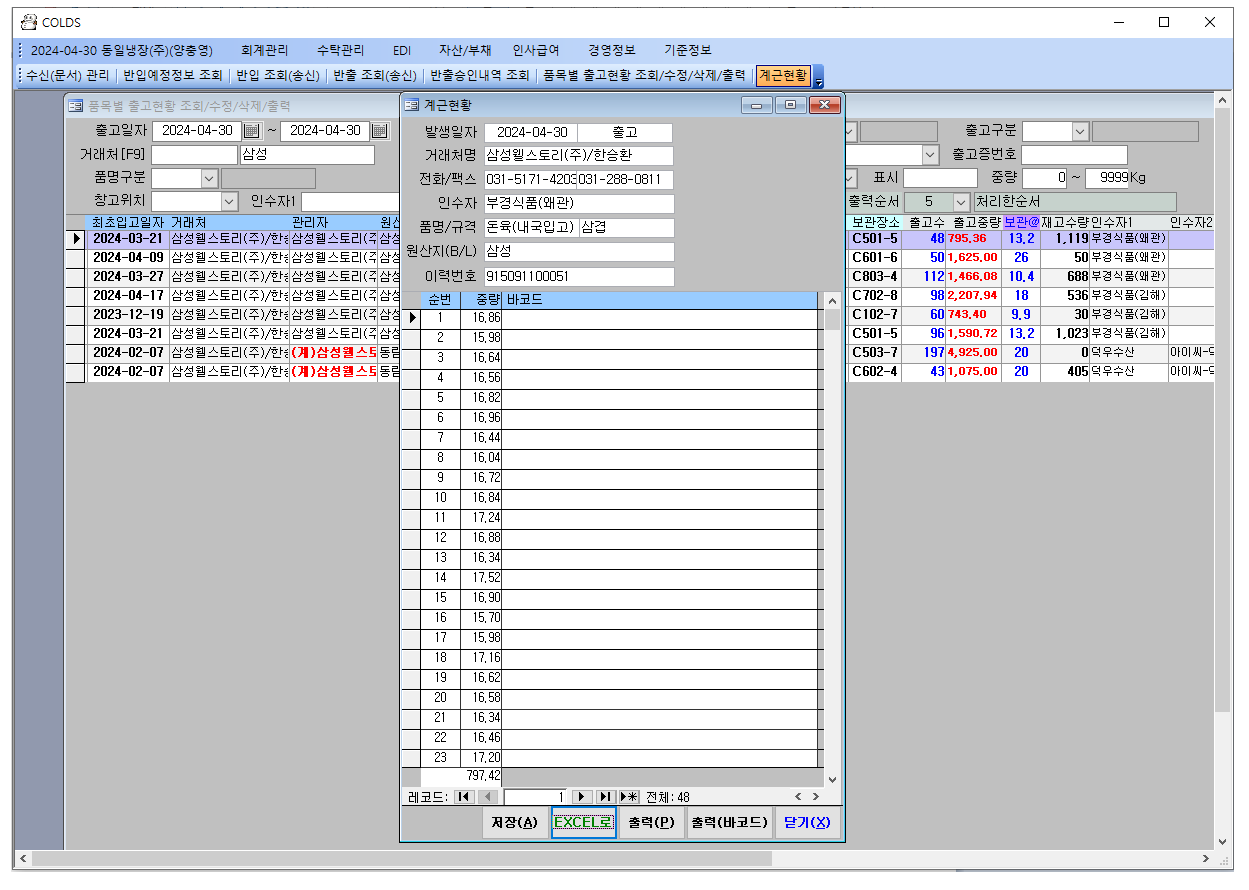 COLDS
2024-04-30 동일냉장(주)(양충영) 회계관리 수탁관리 EDI 자산/부채 인사급여 경영정보 기준정보
수신(문서) 관리 반입예정정보 조회 반입 조회(송신) 반출 조회(송신) 반출승인내역 조회 품목별 출고현황 조회/수정/삭제/출력 계근현황
품목별 출고현황 조회/수정/삭제/출력
출고일자 2024-04-30 ~ 2024-04-30 출고구분
거래처[F9] 삼성 출고증번호
품명구분 표시 중량 0 ~ 9999Kg
창고위치 인수자1 출력순서 5 처리한순서
최초입고일자 거래처 관리자 원산 보관장소 출고수 출고중량 보관@ 재고수량 인수자1 인수자2
2024-03-21 삼성웰스토리(주)/한승 삼성웰스토리(주 삼성 C501-5 48 795.36 13.2 1,119 부경식품(왜관)
2024-04-09 삼성웰스토리(주)/한승 삼성웰스토리(주 삼성 C601-6 50 1,625.00 26 50 부경식품(왜관)
2024-03-27 삼성웰스토리(주)/한승 삼성웰스토리(주 삼성 C803-4 112 1,466.08 10.4 688 부경식품(왜관)
2024-04-17 삼성웰스토리(주)/한승 삼성웰스토리(주 삼성 C702-8 98 2,207.94 18 536 부경식품(김해)
2023-12-19 삼성웰스토리(주)/한승 삼성웰스토리(주 삼성 C102-7 60 743.40 9.9 30 부경식품(김해)
2024-03-21 삼성웰스토리(주)/한승 삼성웰스토리(주 삼성 C501-5 96 1,590.72 13.2 1,023 부경식품(김해)
2024-02-07 삼성웰스토리(주)/한승 (계)삼성웰스토 동림 C503-7 197 4,925.00 20 0 덕우수산 아이씨-덕
2024-02-07 삼성웰스토리(주)/한승 (계)삼성웰스토 동림 C602-4 43 1,075.00 20 405 덕우수산 아이씨-덕
계근현황
발생일자 2024-04-30 출고
거래처명 삼성웰스토리(주)/한승환
전화/팩스 031-5171-4203 031-288-0811
인수자 부경식품(왜관)
품명/규격 돈육(내국입고) 삼겹
원산지(B/L) 삼성
이력번호 915091100051
순번 중량 바코드
1 16.86
2 15.98
3 16.64
4 16.56
5 16.82
6 16.96
7 16.44
8 16.04
9 16.72
10 16.84
11 17.24
12 16.88
13 16.34
14 17.52
15 16.90
16 15.70
17 15.98
18 17.16
19 16.62
20 16.58
21 16.34
22 16.46
23 17.20
797.42
레코드: 1 전체: 48
저장(A) EXCEL로 출력(P) 출력(바코드) 닫기(X)